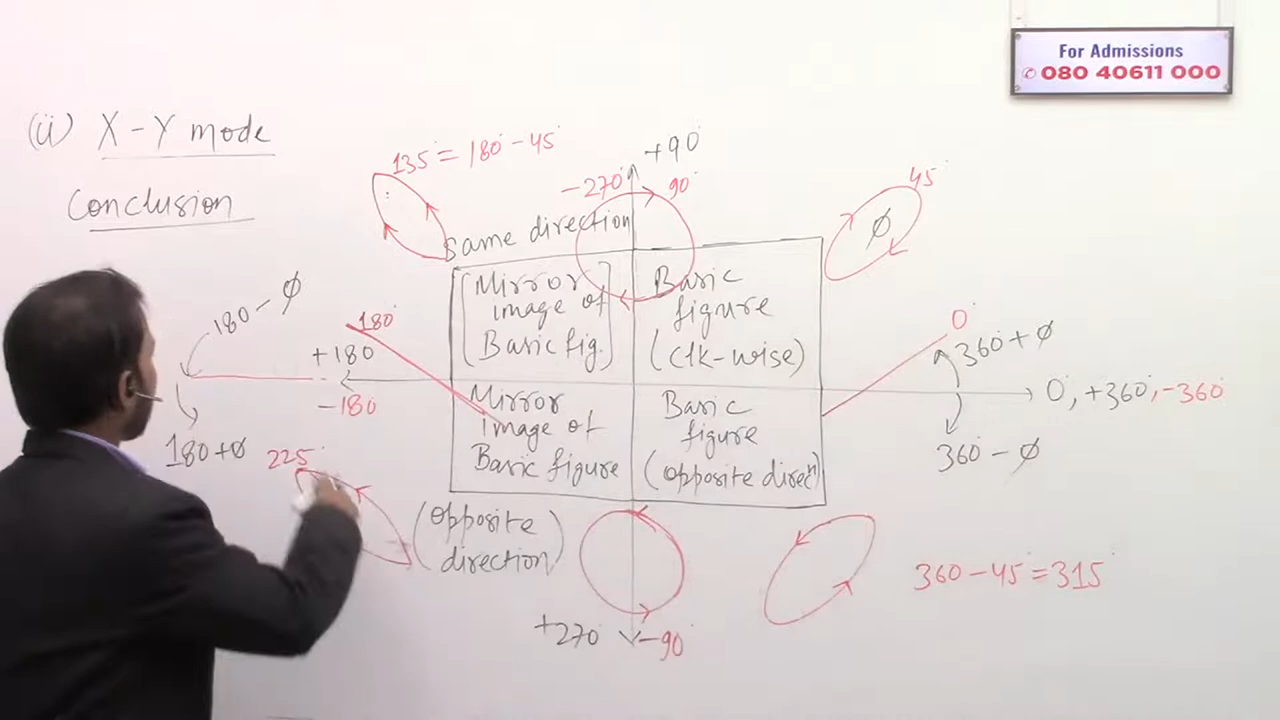 For Admissions
✆ 080 40611 000
(ii) X-Y mode
Conclusion
135° = 180° - 45°
+90°
-270°
90°
45°
ϕ
Same direction
[Mirror image of Basic fig.]
Basic figure (Clk-wise)
180 - ϕ
180°
+180
-180
180+ϕ
0°
360+ϕ
0°, +360°, -360°
360 - ϕ
Mirror image of Basic figure
Basic figure (opposite direcⁿ)
225°
(opposite direction)
+270°
-90°
360 - 45° = 315°